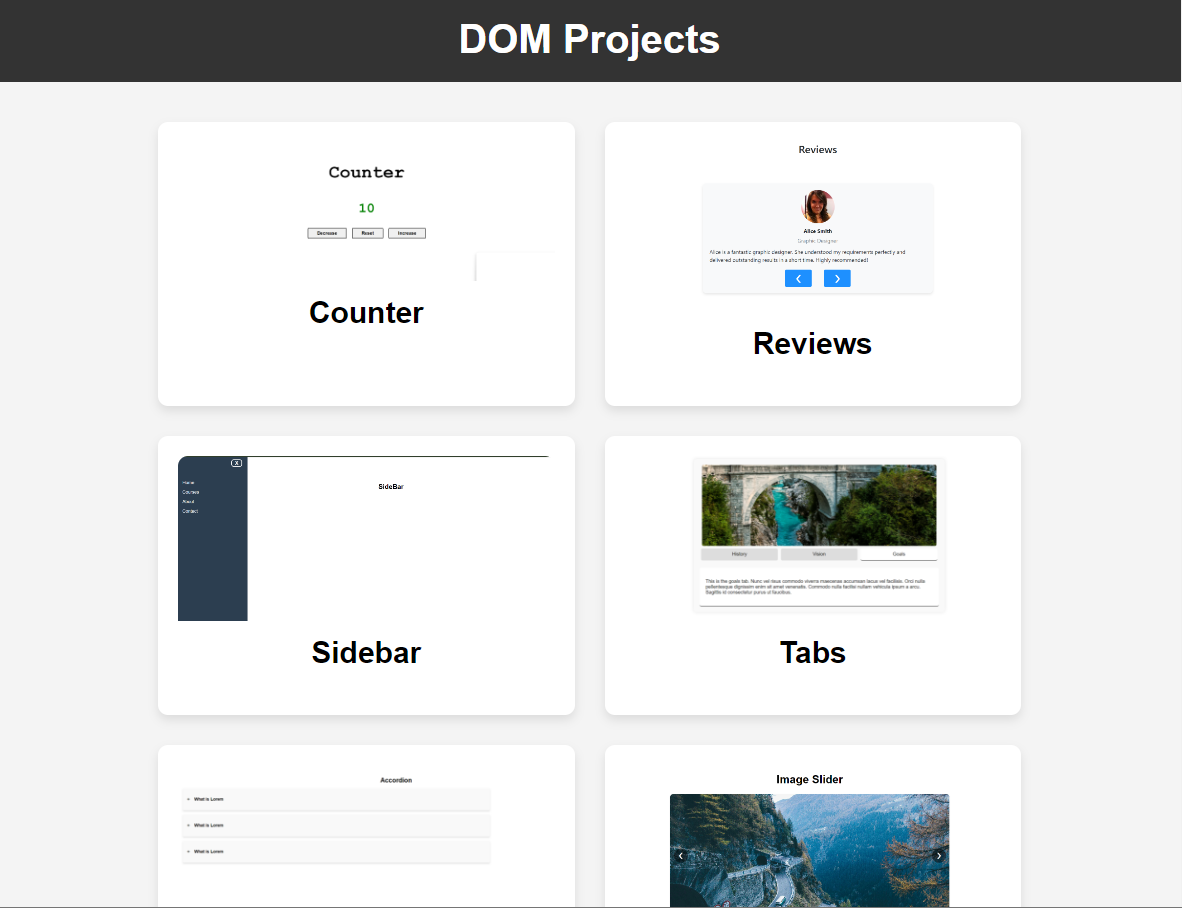 DOM Projects
Counter
10
Decrease
Reset
Increase
Counter
Reviews
Alice Smith
Graphic Designer
Alice is a fantastic graphic designer. She understood my requirements perfectly and
delivered outstanding results in a short time. Highly recommended!
Reviews
X
Home
Courses
About
Contact
SideBar
Sidebar
History
Vision
Goals
This is the goals tab. Nunc vel risus commodo viverra maecenas accumsan lacus vel facilisis. Orci nulla
pellentesque dignissim enim sit amet venenatis. Commodo nulla facilisi nullam vehicula ipsum a arcu.
Sagittis id consectetur purus ut faucibus.
Tabs
Accordion
+ What is Lorem
+ What is Lorem
+ What is Lorem
Image Slider